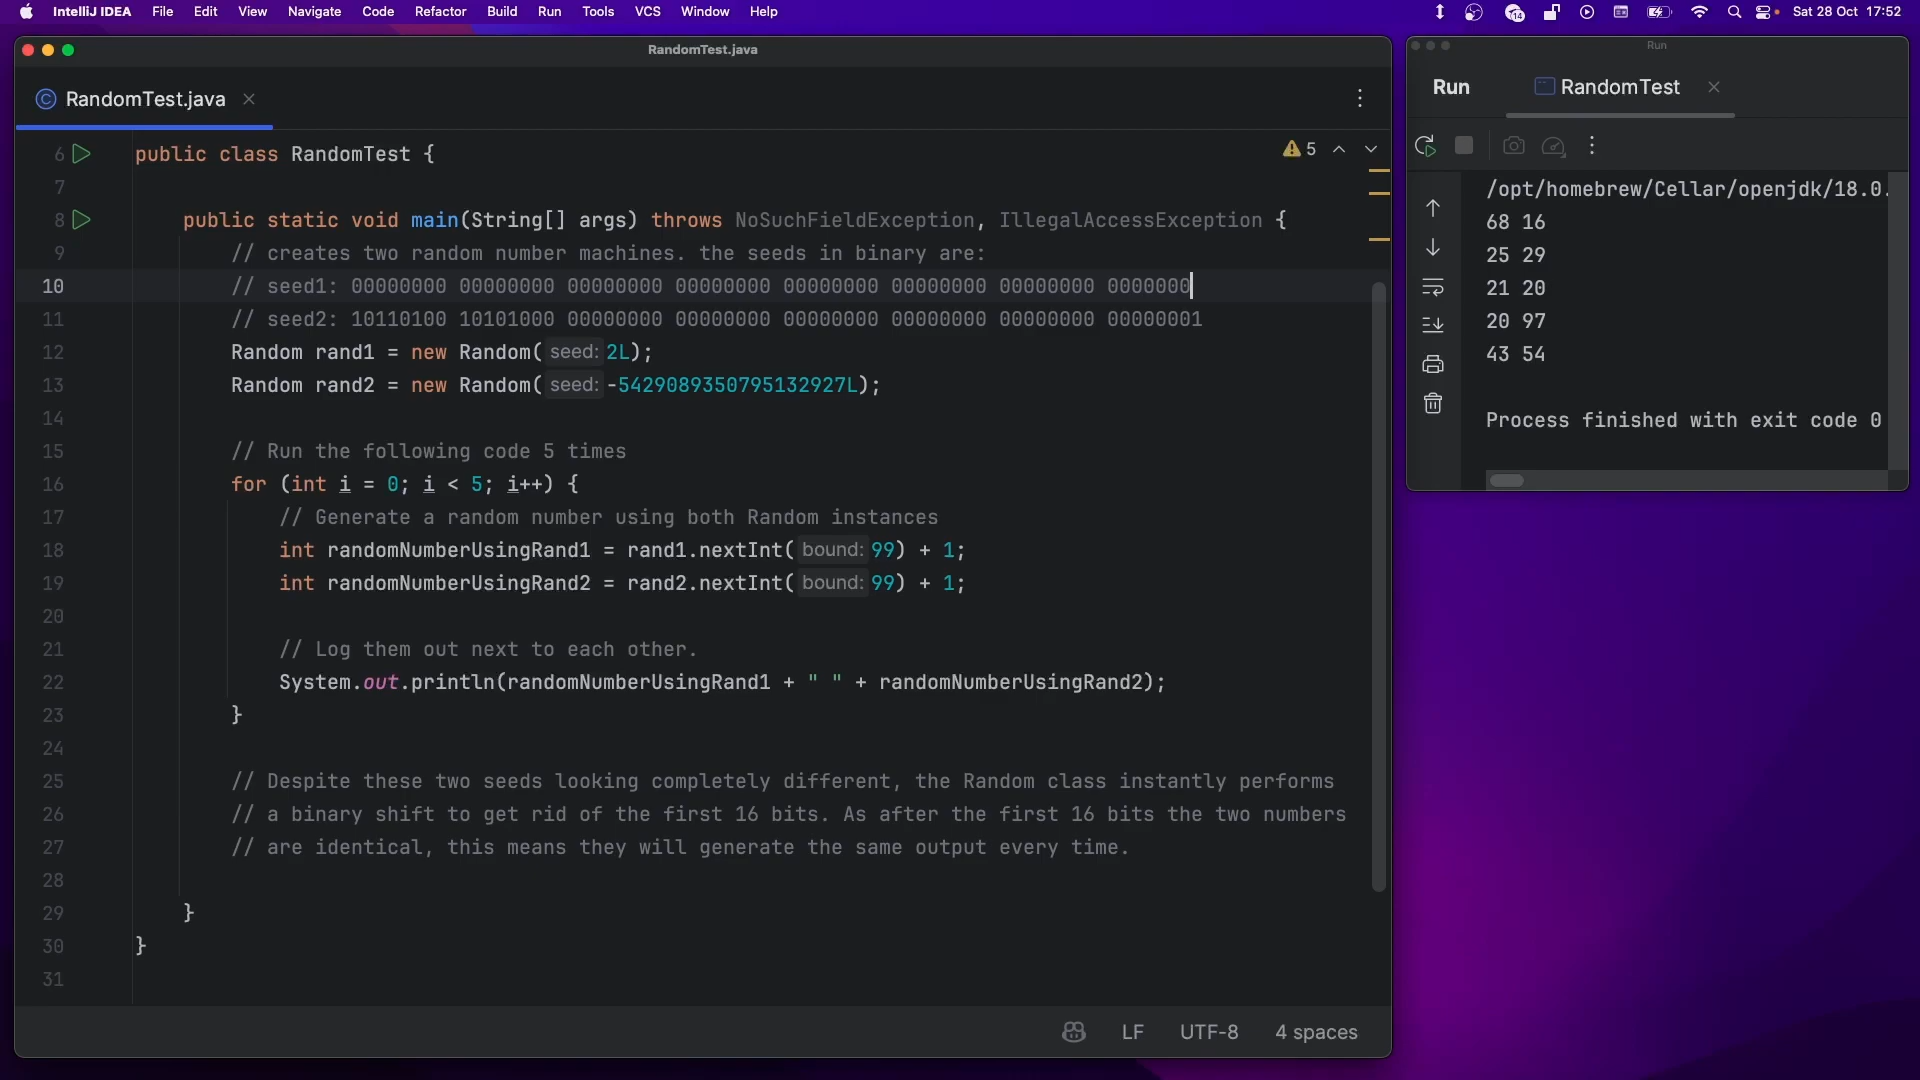 IntelliJ IDEA File Edit View Navigate Code Refactor Build Run Tools VCS Window Help 14 Sat 28 Oct 17:52
RandomTest.java
RandomTest.java
5
6 public class RandomTest {
7
8 public static void main(String[] args) throws NoSuchFieldException, IllegalAccessException {
9 // creates two random number machines. the seeds in binary are:
10 // seed1: 00000000 00000000 00000000 00000000 00000000 00000000 00000000 0000000
11 // seed2: 10110100 10101000 00000000 00000000 00000000 00000000 00000000 00000001
12 Random rand1 = new Random( seed: 2L);
13 Random rand2 = new Random( seed: -5429089350795132927L);
14
15 // Run the following code 5 times
16 for (int i = 0; i < 5; i++) {
17 // Generate a random number using both Random instances
18 int randomNumberUsingRand1 = rand1.nextInt( bound: 99) + 1;
19 int randomNumberUsingRand2 = rand2.nextInt( bound: 99) + 1;
20
21 // Log them out next to each other.
22 System.out.println(randomNumberUsingRand1 + " " + randomNumberUsingRand2);
23 }
24
25 // Despite these two seeds looking completely different, the Random class instantly performs
26 // a binary shift to get rid of the first 16 bits. As after the first 16 bits the two numbers
27 // are identical, this means they will generate the same output every time.
28
29 }
30 }
31
LF UTF-8 4 spaces
Run
Run RandomTest
/opt/homebrew/Cellar/openjdk/18.0.
68 16
25 29
21 20
20 97
43 54
Process finished with exit code 0